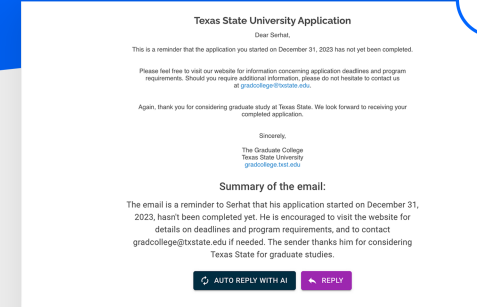 Texas State University Application
Dear Serhat,
This is a reminder that the application you started on December 31, 2023 has not yet been completed.
Please feel free to visit our website for information concerning application deadlines and program
requirements. Should you require additional information, please do not hesitate to contact us
at gradcollege@txstate.edu.
Again, thank you for considering graduate study at Texas State. We look forward to receiving your
completed application.
Sincerely,
The Graduate College
Texas State University
gradcollege.txst.edu
Summary of the email:
The email is a reminder to Serhat that his application started on December 31,
2023, hasn't been completed yet. He is encouraged to visit the website for
details on deadlines and program requirements, and to contact
gradcollege@txstate.edu if needed. The sender thanks him for considering
Texas State for graduate studies.
AUTO REPLY WITH AI
REPLY